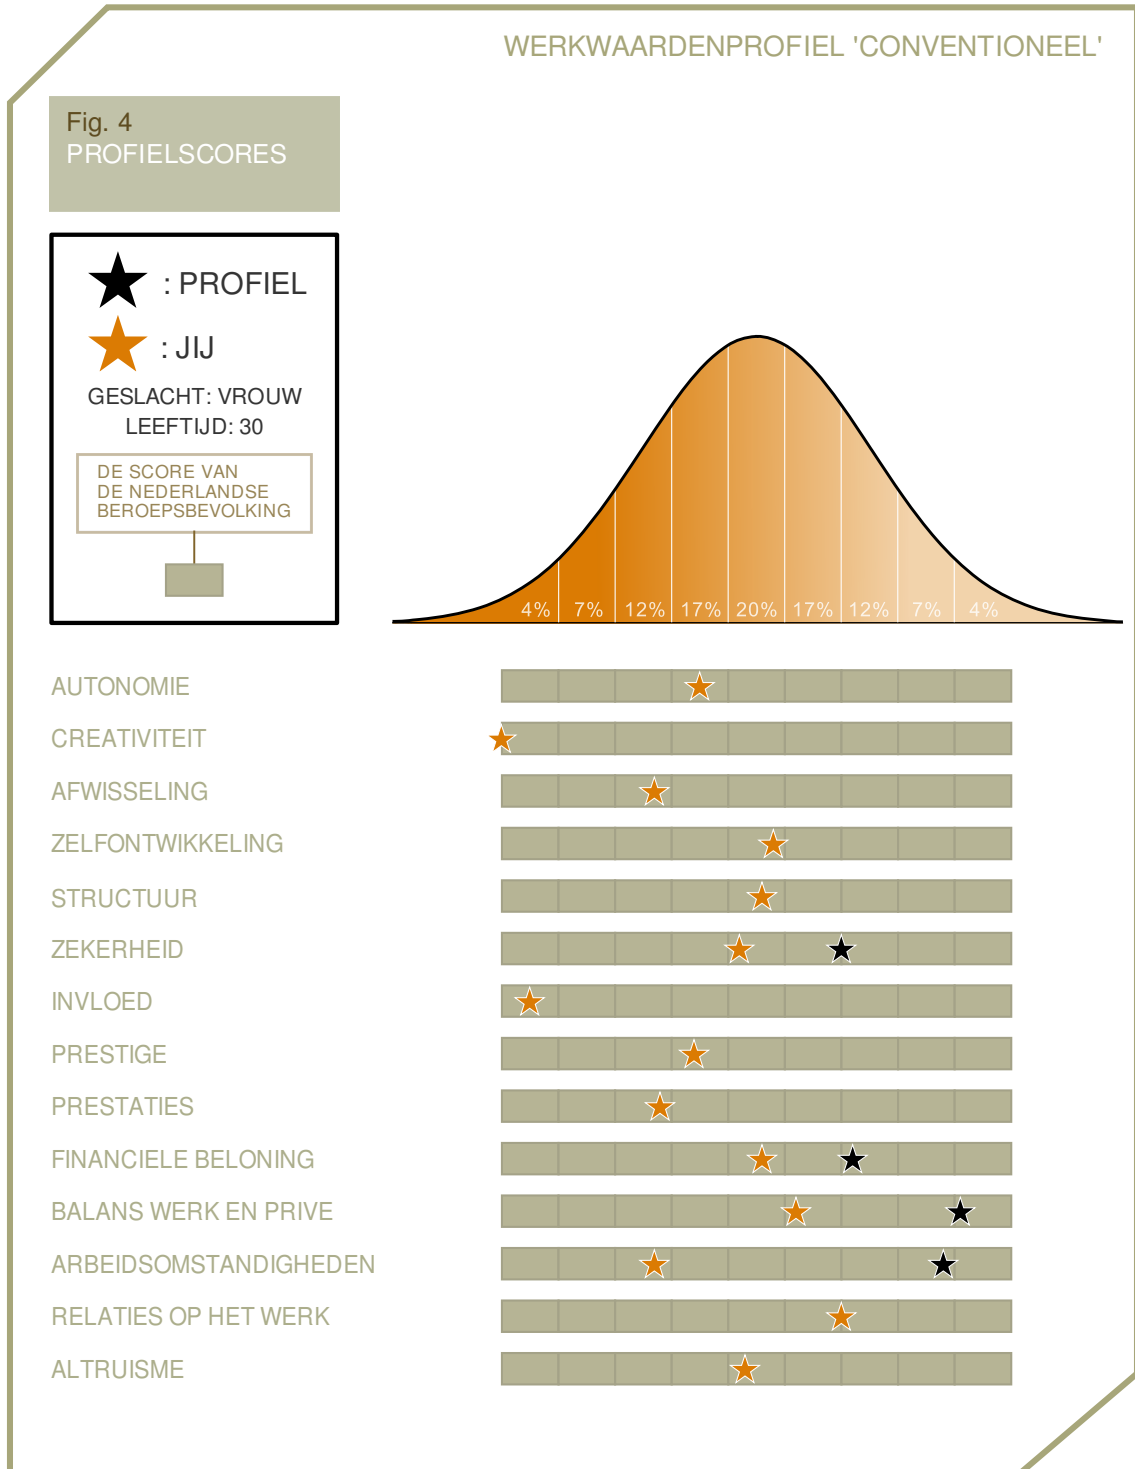 WERKWAARDENPROFIEL 'CONVENTIONEEL'
Fig. 4
PROFIELSCORES
: PROFIEL
: JIJ
GESLACHT: VROUW
LEEFTIJD: 30
DE SCORE VAN
DE NEDERLANDSE
BEROEPSBEVOLKING
4% 7% 12% 17% 20% 17% 12% 7% 4%
AUTONOMIE
CREATIVITEIT
AFWISSELING
ZELFONTWIKKELING
STRUCTUUR
ZEKERHEID
INVLOED
PRESTIGE
PRESTATIES
FINANCIELE BELONING
BALANS WERK EN PRIVE
ARBEIDSOMSTANDIGHEDEN
RELATIES OP HET WERK
ALTRUISME